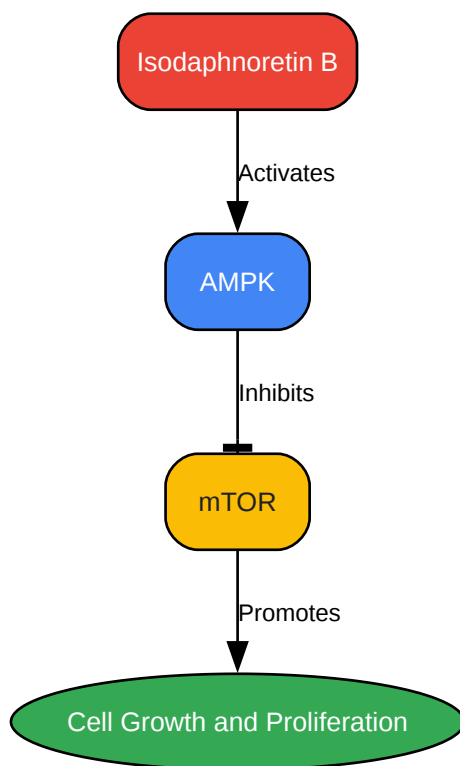 Isodaphnoretin B
Activates
AMPK
Inhibits
mTOR
Promotes
Cell Growth and Proliferation